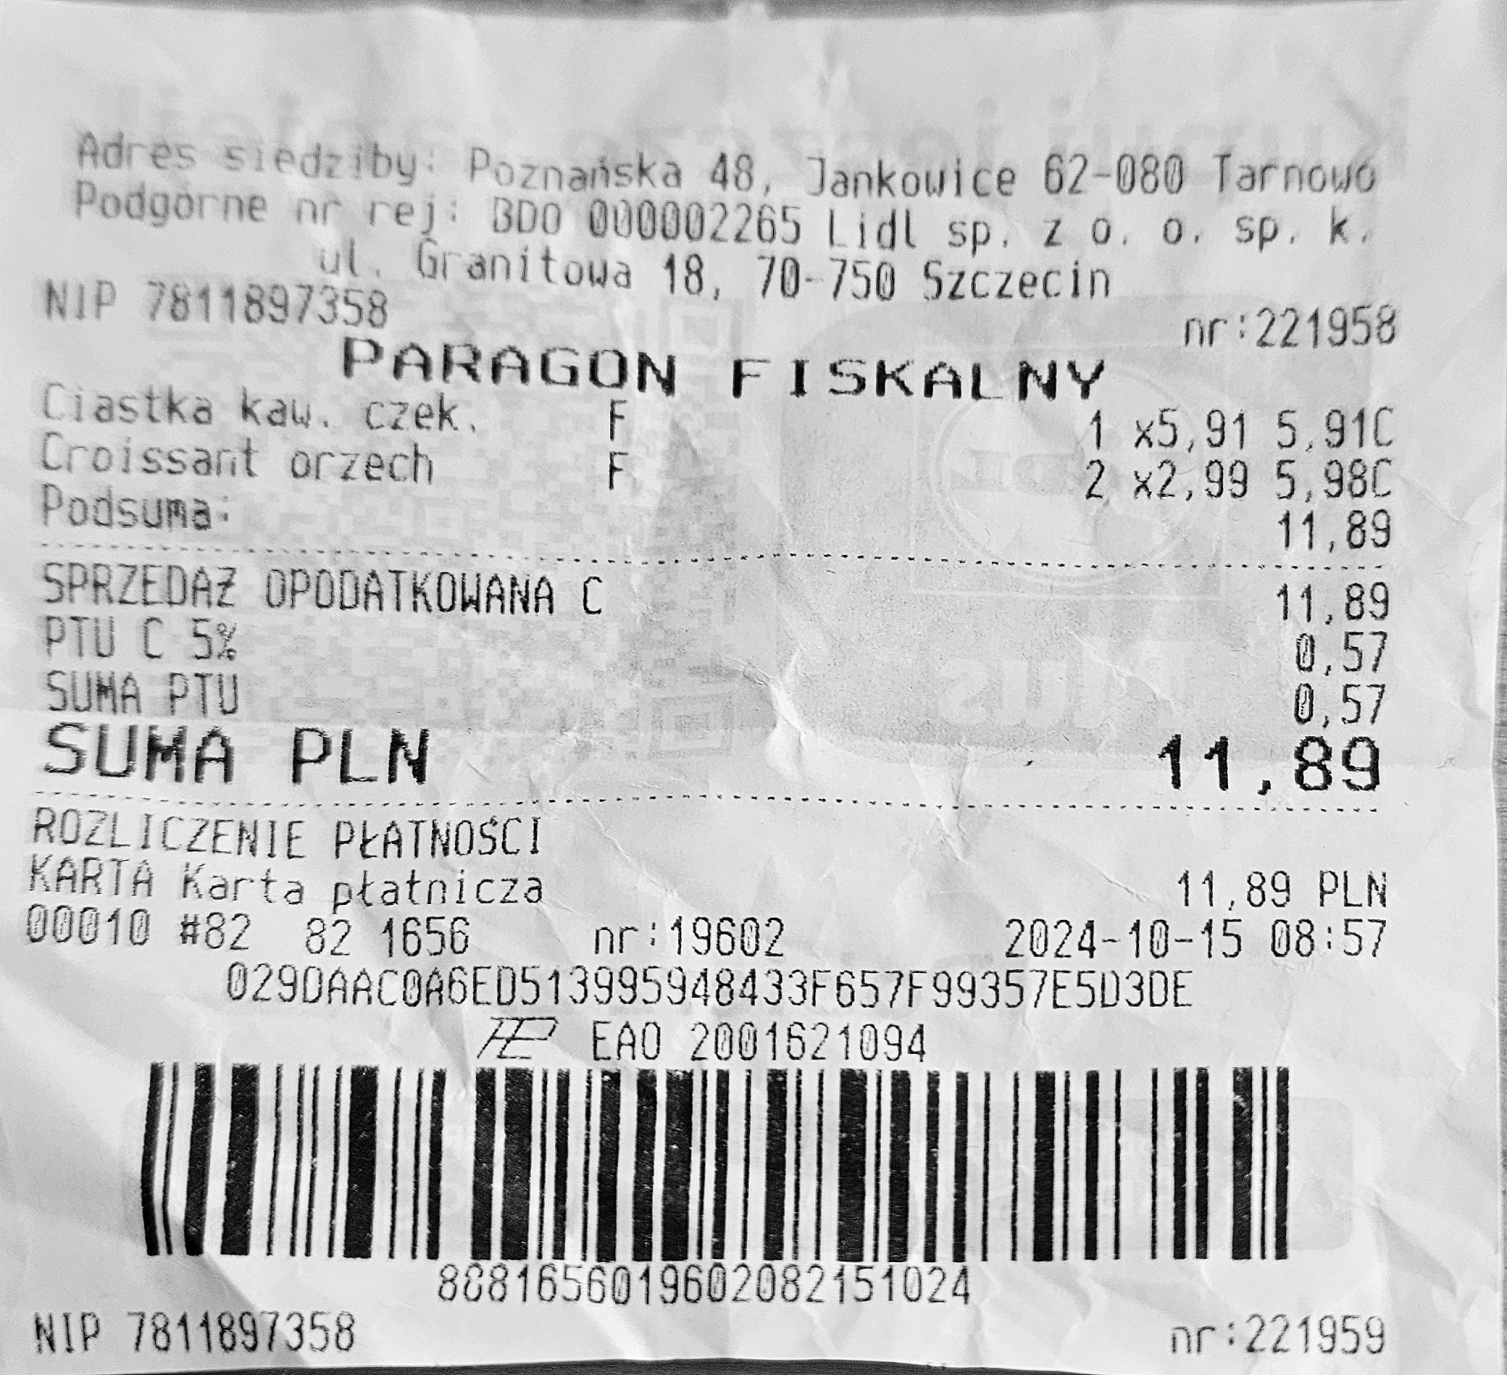 Adres siedziby: Poznańska 48, Jankowice 62-080 Tarnowo
Podgórne nr rej: BDO 000002265 Lidl sp. z o. o. sp. k.
ul. Granitowa 18, 70-750 Szczecin
NIP 7811897358 nr:221958
PARAGON FISKALNY
Ciastka kaw. czek. F 1 x5,91 5,91C
Croissant orzech F 2 x2,99 5,98C
Podsuma: 11,89
SPRZEDAŻ OPODATKOWANA C 11,89
PTU C 5% 0,57
SUMA PTU 0,57
SUMA PLN 11,89
ROZLICZENIE PŁATNOŚCI
KARTA Karta płatnicza 11,89 PLN
00010 #82 82 1656 nr:19602 2024-10-15 08:57
029DAAC0A6ED513995948433F657F99357E5D3DE
EAO 2001621094
8081656019602082151024
NIP 7811897358 nr:221959